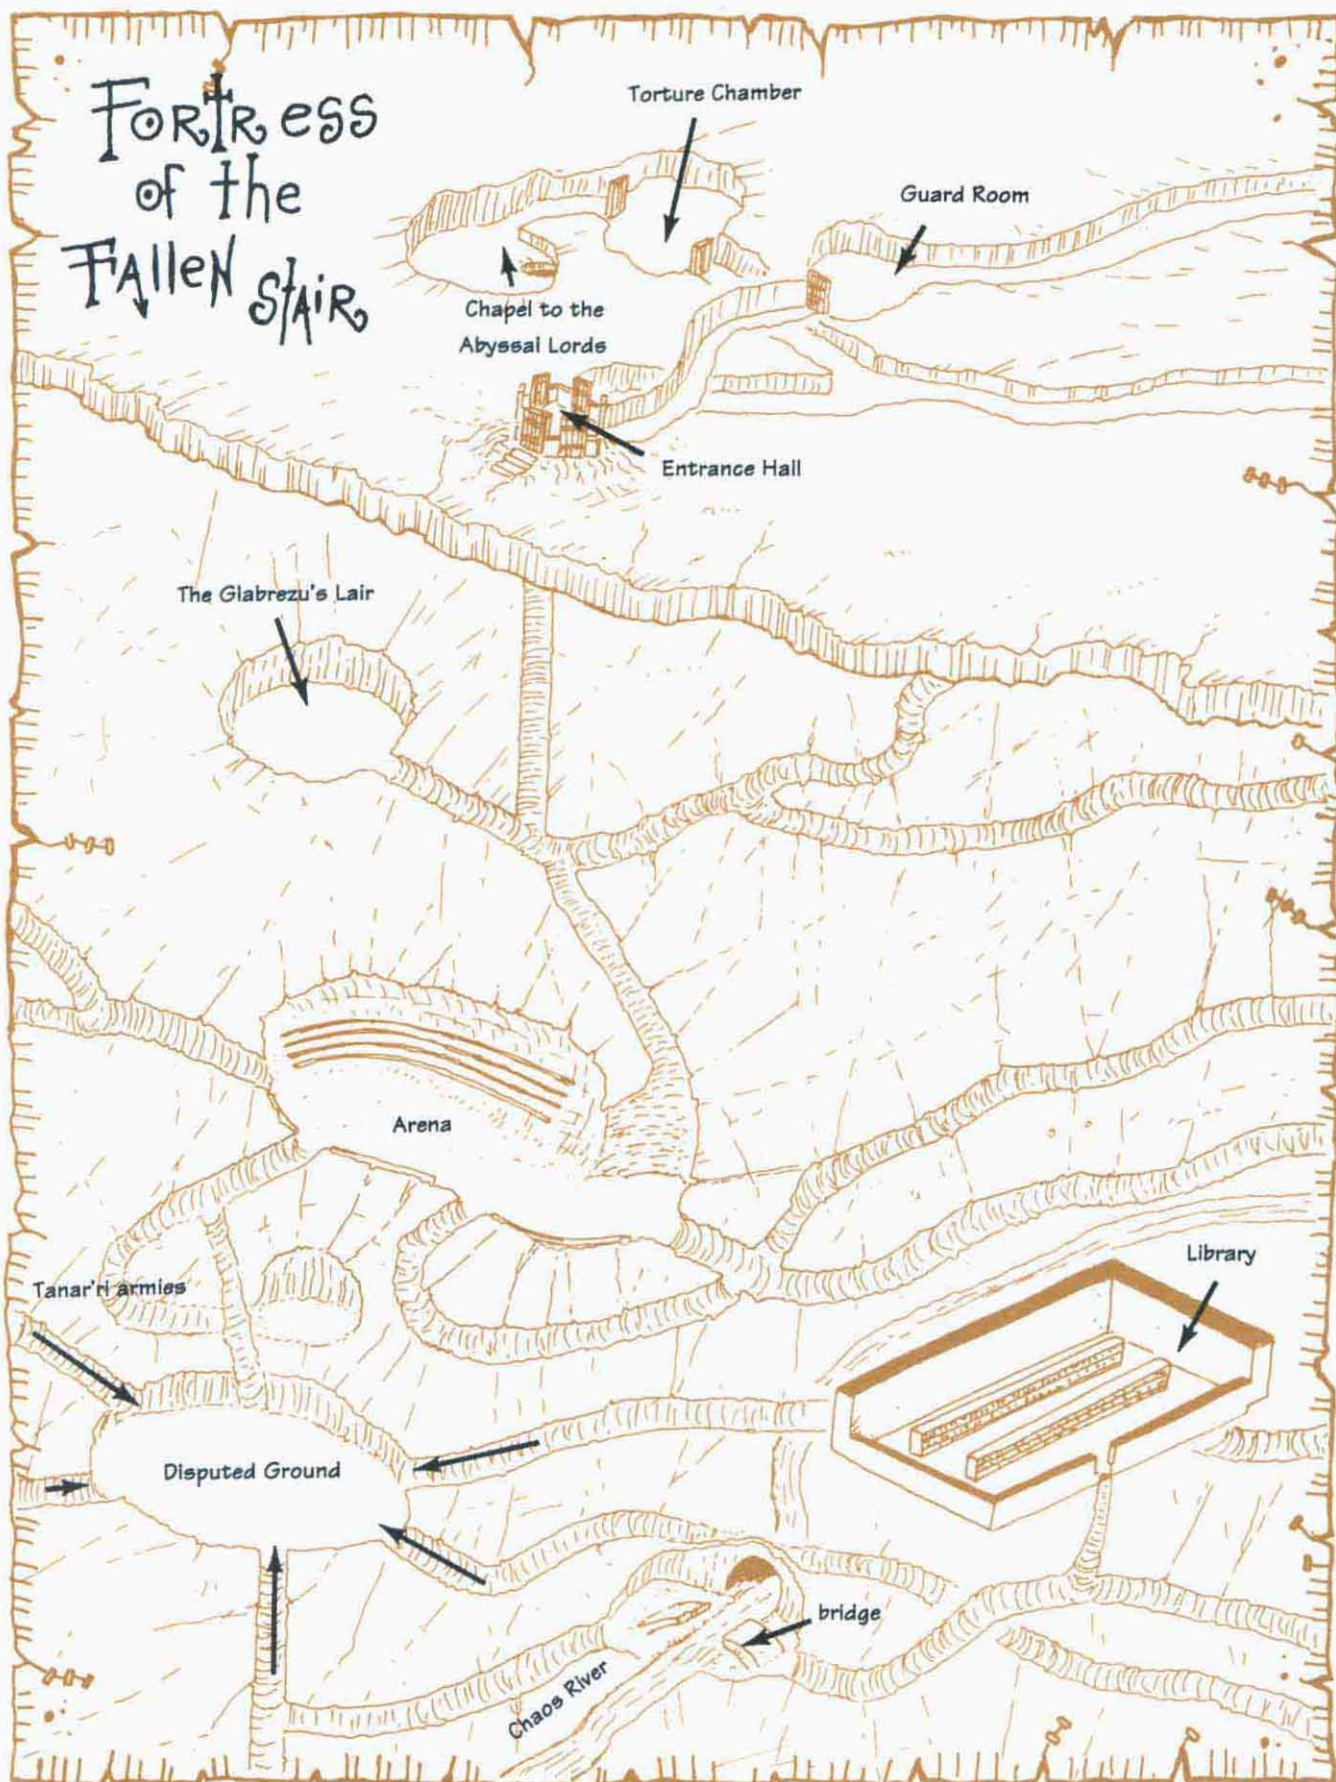 Fortress
of the
Fallen Stair
Torture Chamber
Guard Room
Chapel to the
Abyssal Lords
Entrance Hall
The Glabrezu's Lair
Arena
Tanar'ri armies
Library
Disputed Ground
bridge
Chaos River